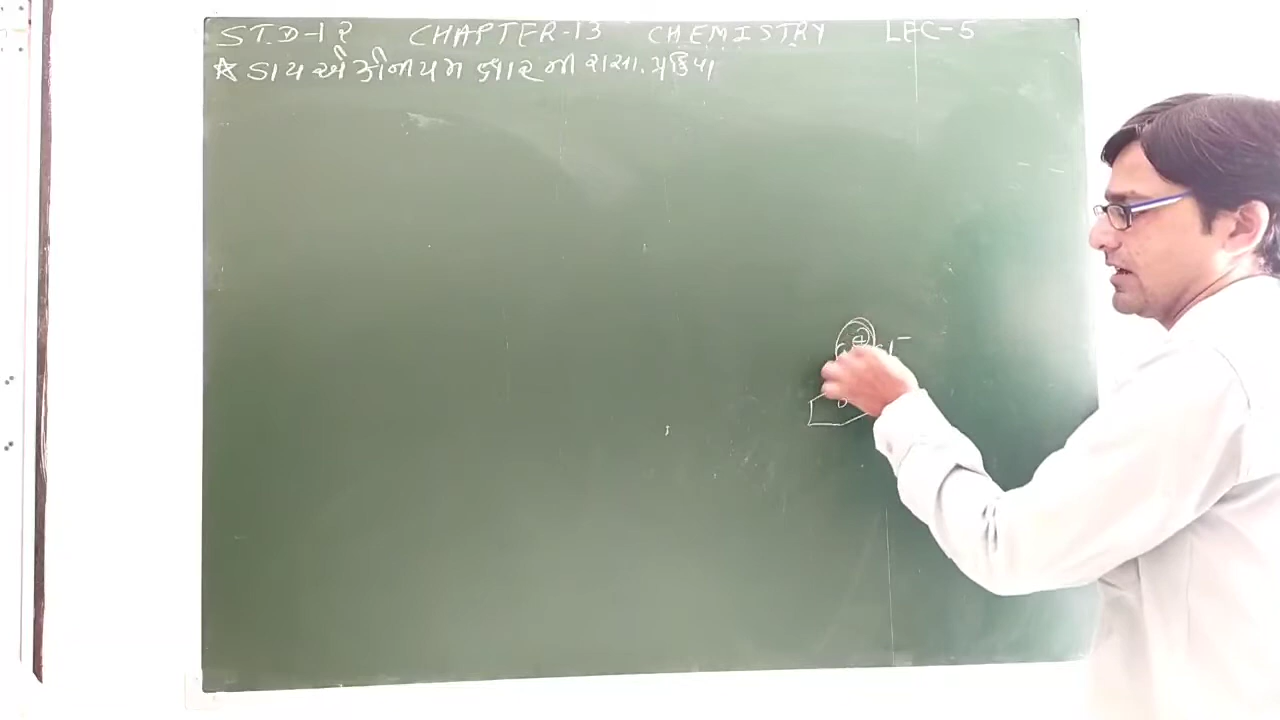 STD-12 CHAPTER-13 CHEMISTRY LEC-5
☆ ડાયએઝોનીયમ ક્ષારની રાસા. પ્રક્રિયા